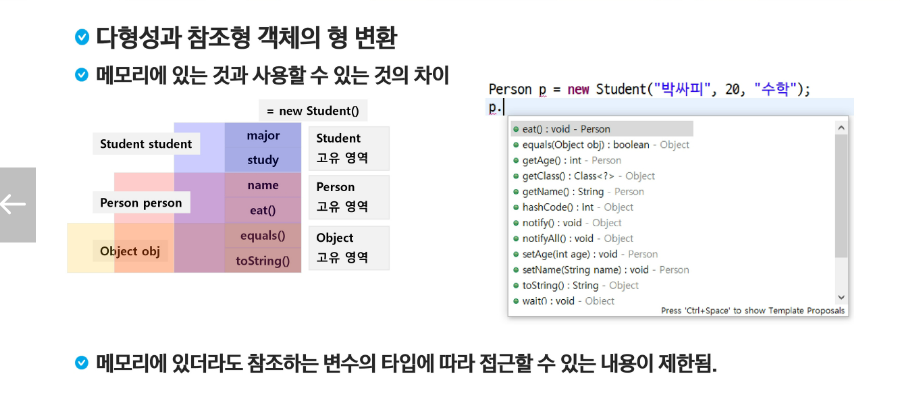 다형성과 참조형 객체의 형 변환
메모리에 있는 것과 사용할 수 있는 것의 차이
= new Student()
Student student
major
study
Student
고유 영역
Person person
name
eat()
Person
고유 영역
Object obj
equals()
toString()
Object
고유 영역
Person p = new Student("박싸피", 20, "수학");
p.
eat() : void - Person
equals(Object obj) : boolean - Object
getAge() : int - Person
getClass() : Class<?> - Object
getName() : String - Person
hashCode() : int - Object
notify() : void - Object
notifyAll() : void - Object
setAge(int age) : void - Person
setName(String name) : void - Person
toString() : String - Object
wait() : void - Object
Press 'Ctrl+Space' to show Template Proposals
메모리에 있더라도 참조하는 변수의 타입에 따라 접근할 수 있는 내용이 제한됨.